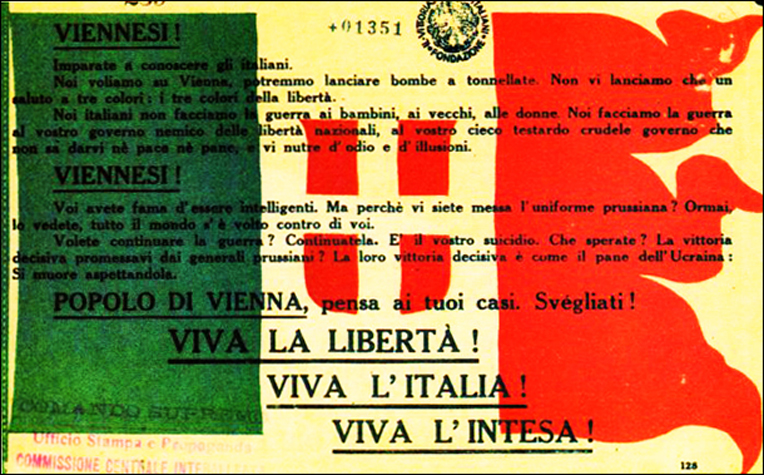 +01351
VITTORIALE
ITALIANI
FONDAZIONE
VIENNESI !
Imparate a conoscere gli italiani.
Noi voliamo su Vienna, potremmo lanciare bombe a tonnellate. Non vi lanciamo che un
saluto a tre colori : i tre colori della libertà.
Noi italiani non facciamo la guerra ai bambini, ai vecchi, alle donne. Noi facciamo la guerra
al vostro governo nemico delle libertà nazionali, al vostro cieco testardo crudele governo che
non sa darvi nè pace nè pane, e vi nutre d' odio e d' illusioni.
VIENNESI !
Voi avete fama d'essere intelligenti. Ma perchè vi siete messa l'uniforme prussiana ? Ormai,
lo vedete, tutto il mondo s'è volto contro di voi.
Volete continuare la guerra ? Continuatela. E' il vostro suicidio. Che sperate ? La vittoria
decisiva promessavi dai generali prussiani ? La loro vittoria decisiva è come il pane dell'Ucraina :
Si muore aspettandola.
POPOLO DI VIENNA, pensa ai tuoi casi. Svégliati !
VIVA LA LIBERTÀ !
VIVA L' ITALIA !
VIVA L' INTESA !
COMANDO SUPREMO
Ufficio Stampa e Propaganda
COMMISSIONE CENTRALE
128